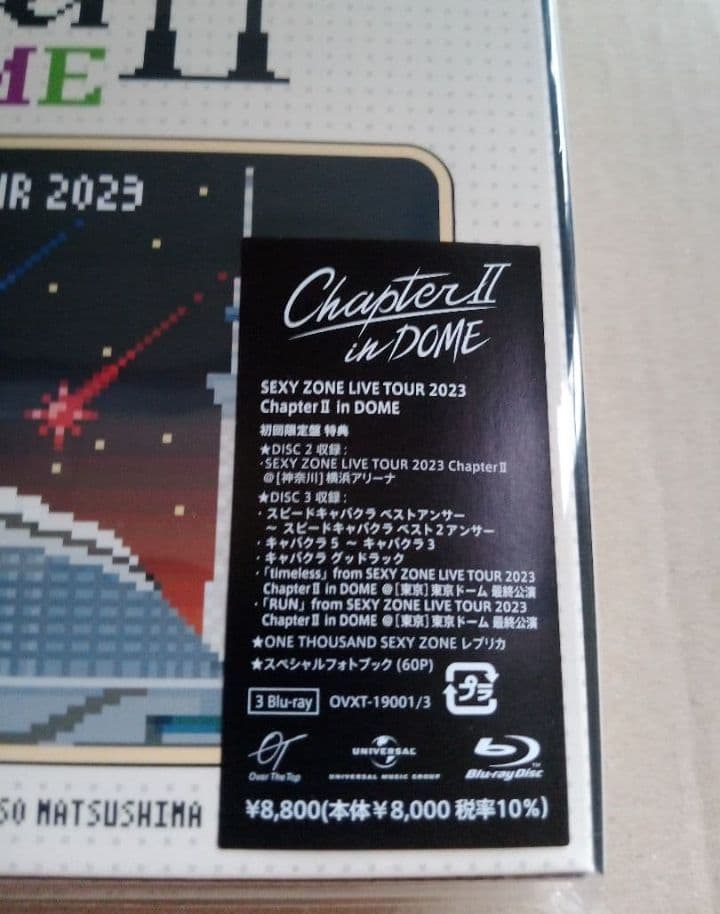 II
ME
UR 2023
Chapter II
in DOME
SEXY ZONE LIVE TOUR 2023
Chapter Ⅱ in DOME
初回限定盤 特典
★DISC 2 収録：
・SEXY ZONE LIVE TOUR 2023 ChapterⅡ
@［神奈川］横浜アリーナ
★DISC 3 収録：
・スピードキャバクラ ベストアンサー
～ スピードキャバクラ ベスト2アンサー
・キャバクラ5 ～ キャバクラ3
・キャバクラ グッドラック
・「timeless」from SEXY ZONE LIVE TOUR 2023
ChapterⅡ in DOME @［東京］東京ドーム 最終公演
・「RUN」from SEXY ZONE LIVE TOUR 2023
ChapterⅡ in DOME @［東京］東京ドーム 最終公演
★ONE THOUSAND SEXY ZONE レプリカ
★スペシャルフォトブック (60P)
プラ
3 Blu-ray
OVXT-19001/3
OT
Over The Top
UNIVERSAL
UNIVERSAL MUSIC GROUP
Blu-ray Disc
TM
¥8,800(本体¥8,000 税率10%)
SO MATSUSHIMA